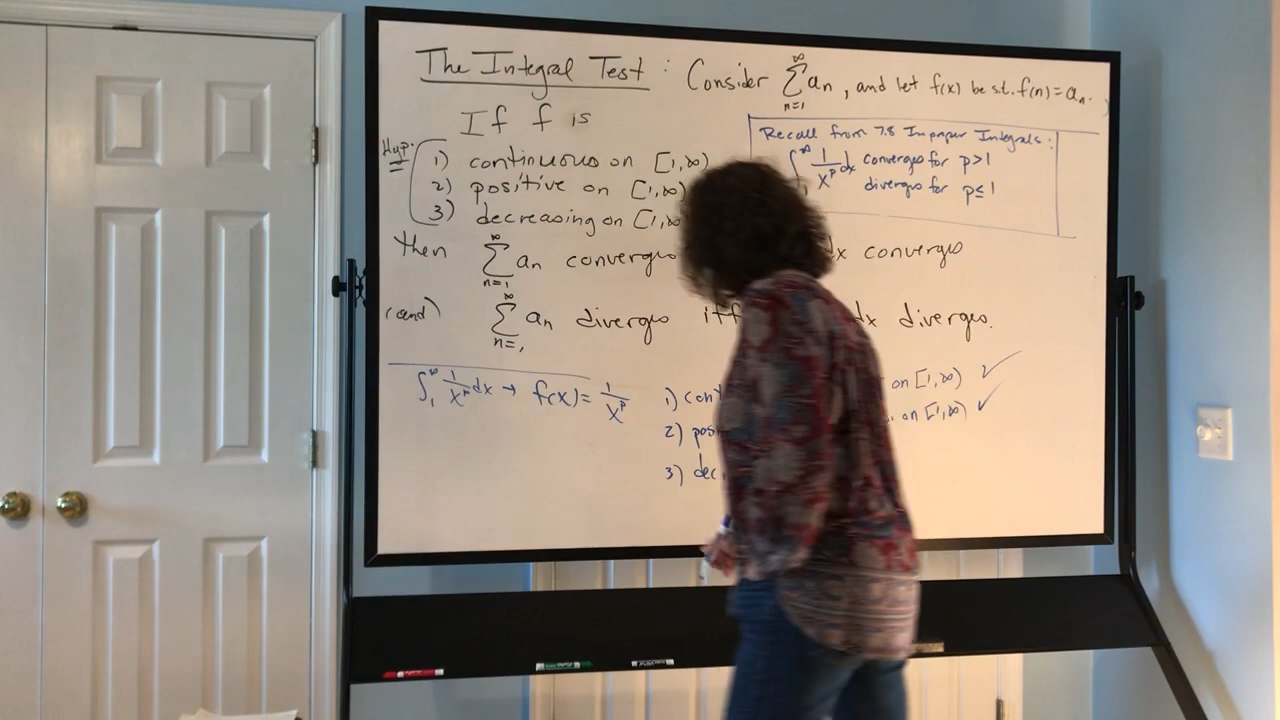 The Integral Test : Consider ∞ Σ n=1 an, and let f(x) be s.t. f(n) = an.
If f is
Hyp:
1) continuous on [1,∞)
2) positive on [1,∞)
3) decreasing on [1,∞
Recall from 7.8 Improper Integrals:
∫ ∞ 1/x^p dx converges for p>1
diverges for p≤1
then ∞ Σ n=1 an converges dx converges
(and) ∞ Σ n=1 an diverges iff dx diverges.
∫₁^∞ 1/x^p dx → f(x) = 1/x^p
1) cont on [1,∞) ✓
2) pos on [1,∞) ✓
3) dec